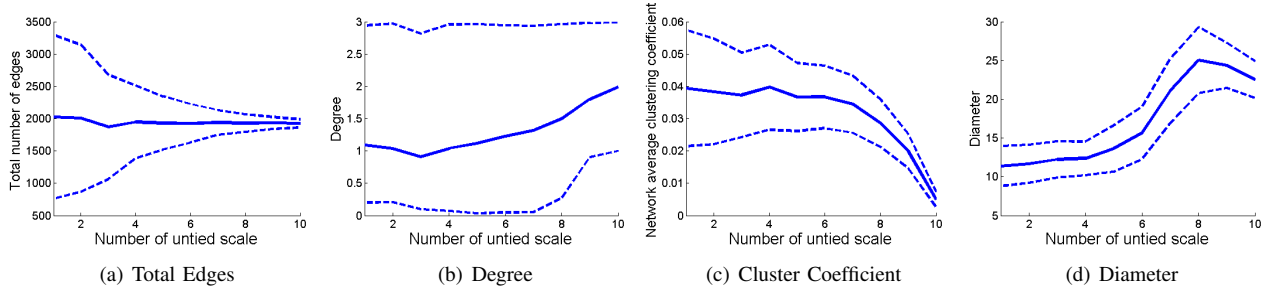 Total number of edges
3500
3000
2500
2000
1500
1000
500
2 4 6 8 10
Number of untied scale
(a) Total Edges
Degree
3
2.5
2
1.5
1
0.5
0
2 4 6 8 10
Number of untied scale
(b) Degree
Network average clustering coefficient
0.06
0.05
0.04
0.03
0.02
0.01
0
2 4 6 8 10
Number of untied scale
(c) Cluster Coefficient
Diameter
30
25
20
15
10
5
2 4 6 8 10
Number of untied scale
(d) Diameter